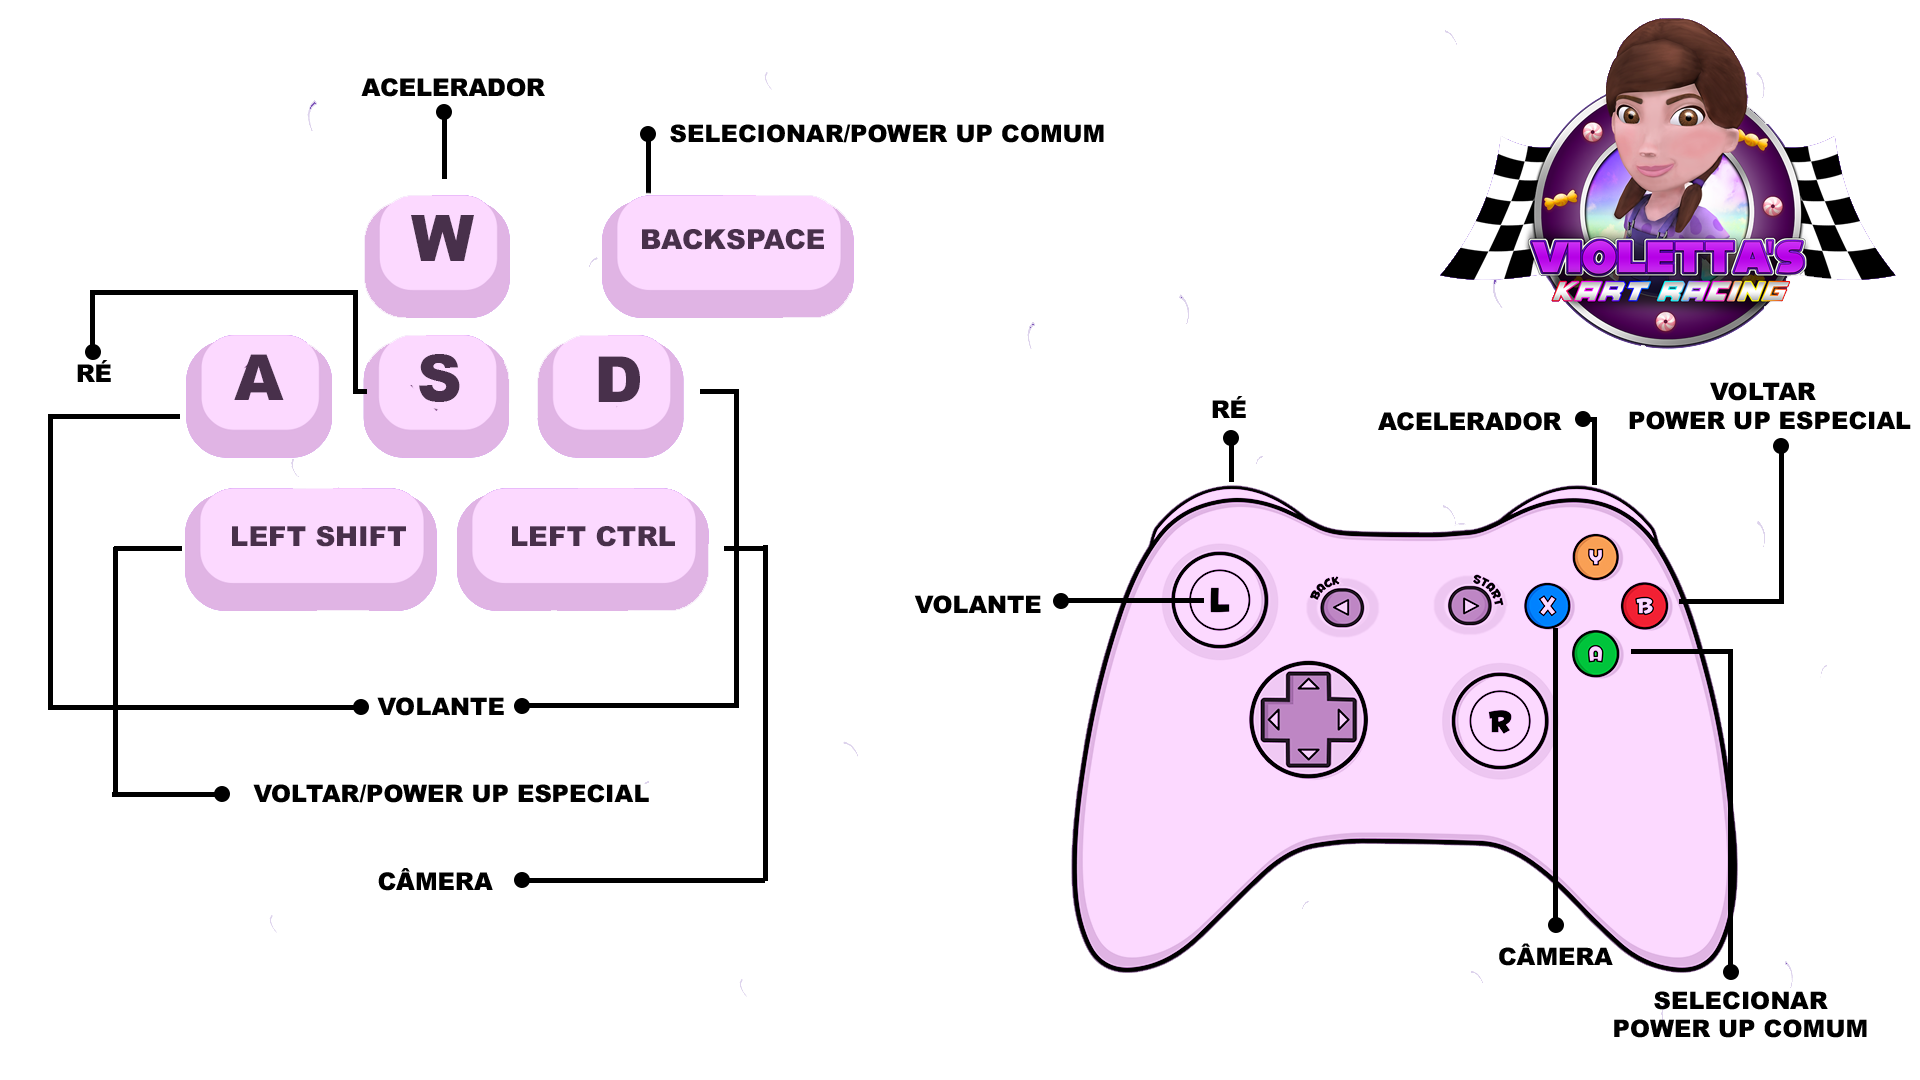 ACELERADOR
SELECIONAR/POWER UP COMUM
W
BACKSPACE
RÉ
A
S
D
LEFT SHIFT
LEFT CTRL
VOLANTE
VOLTAR/POWER UP ESPECIAL
CÂMERA
VIOLETTA'S
KART RACING
RÉ
ACELERADOR
VOLTAR
POWER UP ESPECIAL
VOLANTE
L
BACK
START
Y
X
B
A
R
CÂMERA
SELECIONAR
POWER UP COMUM